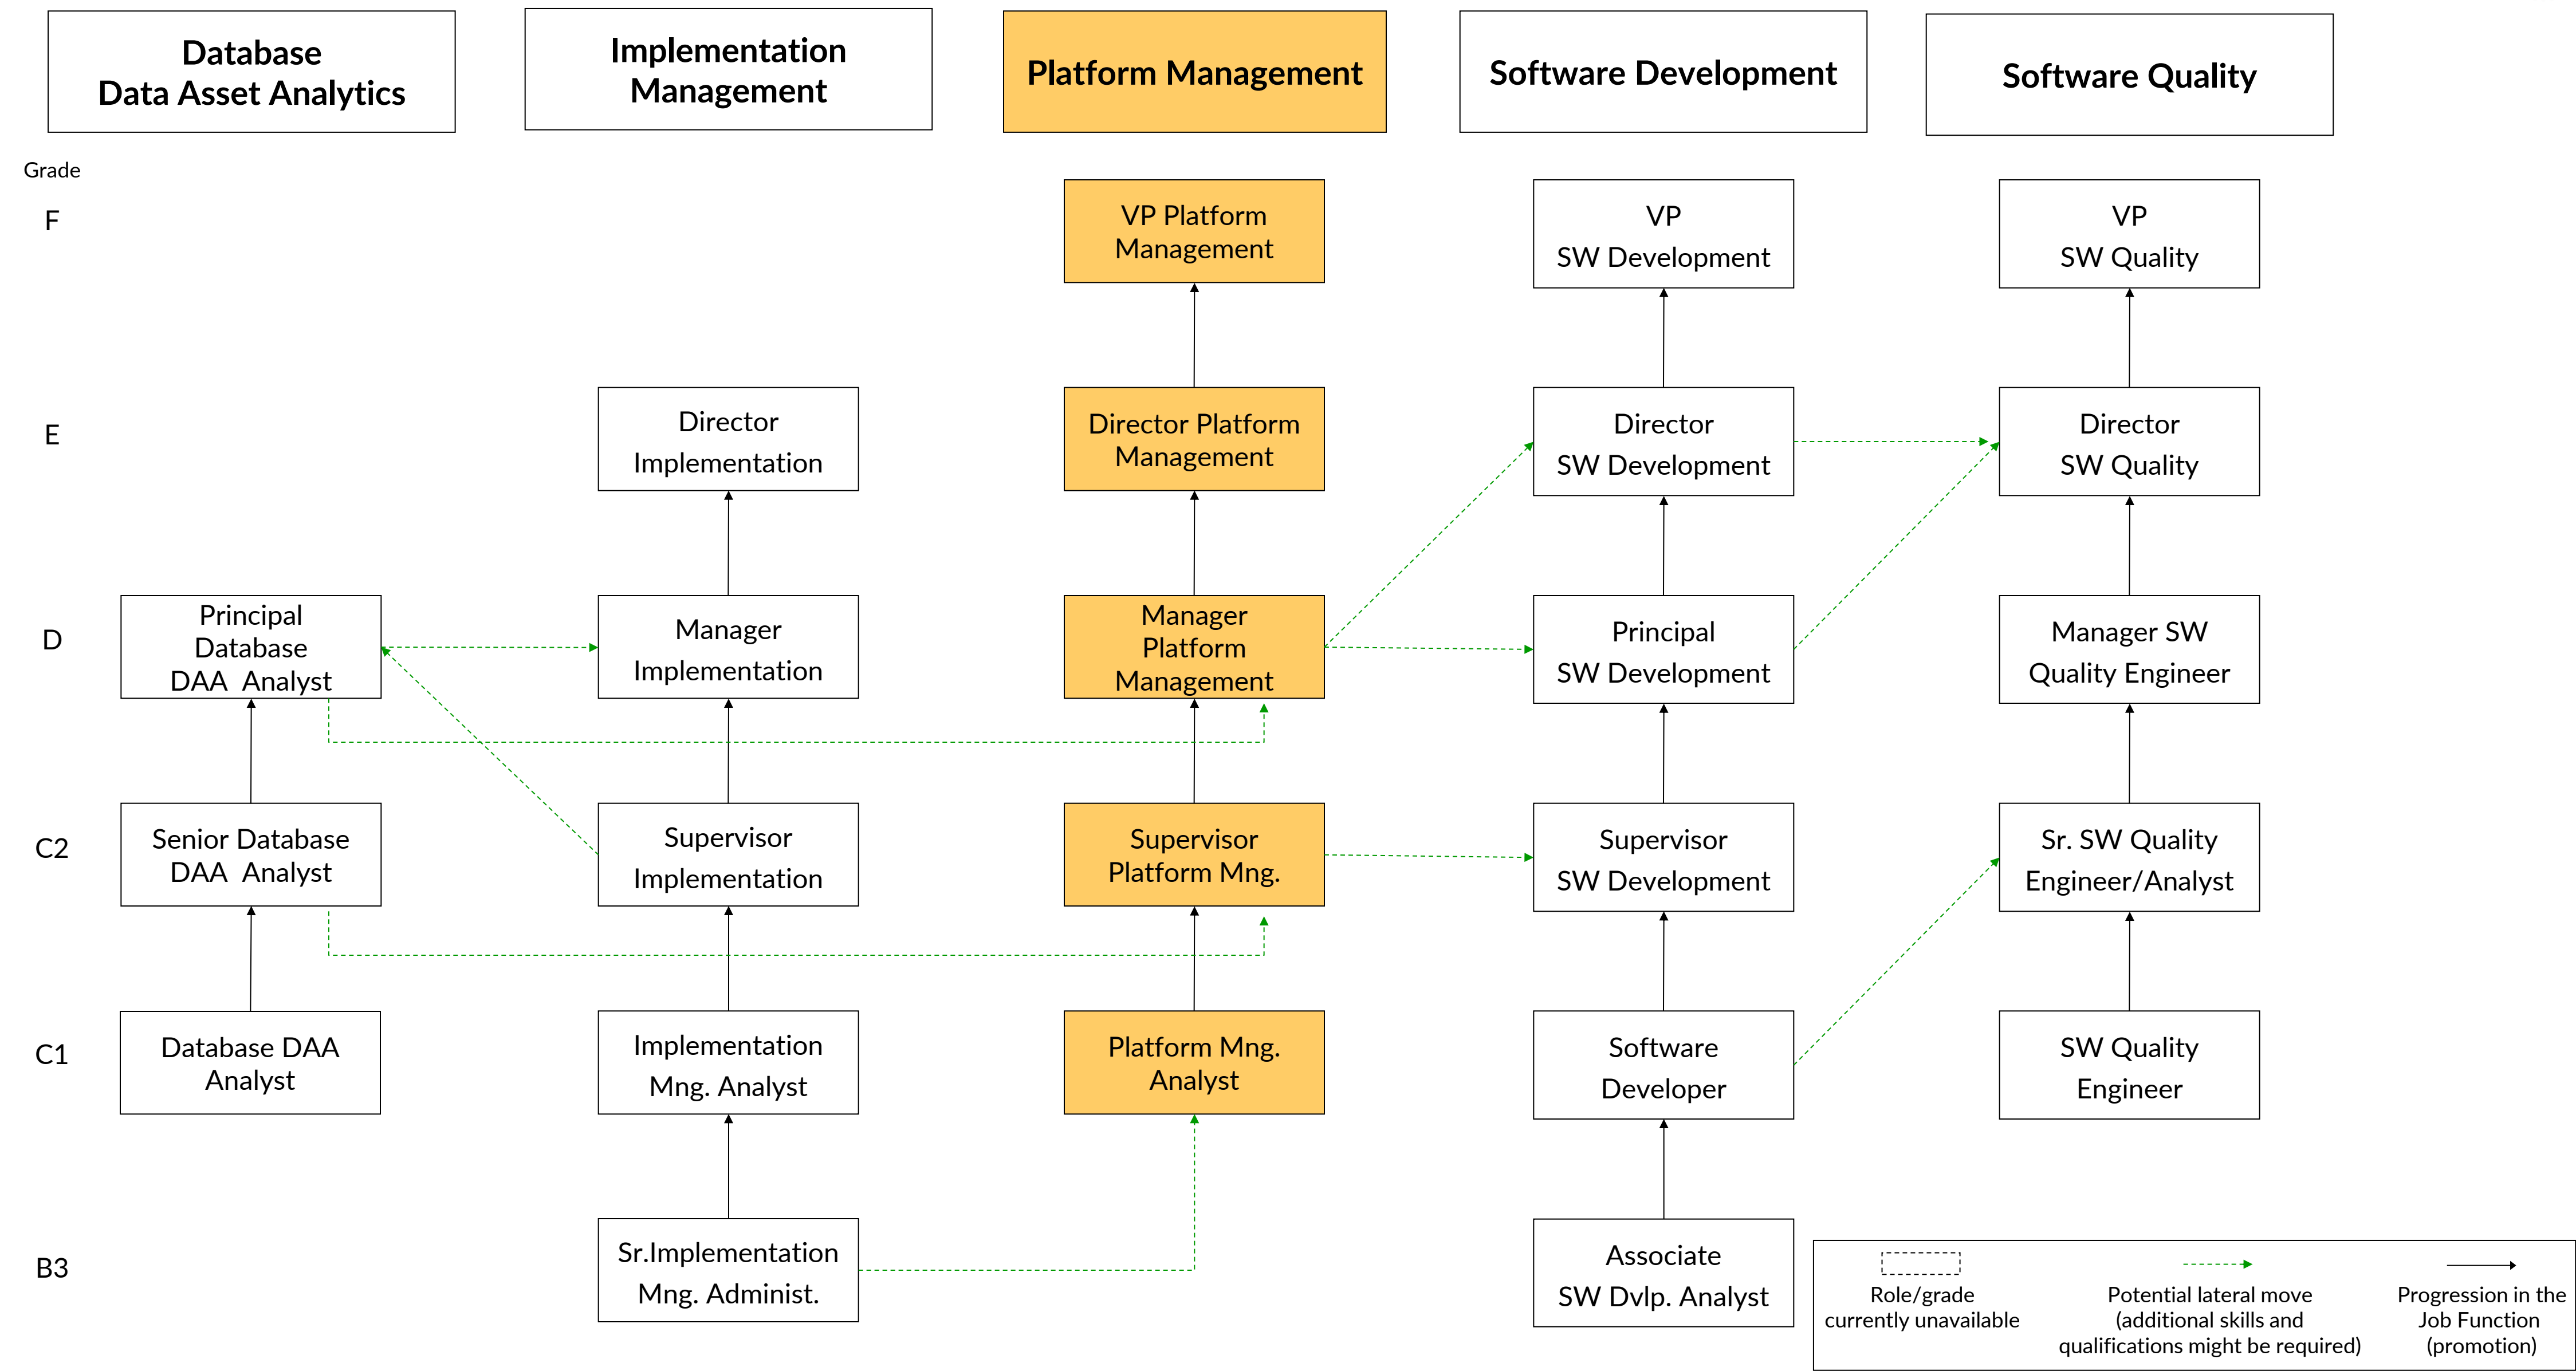 Database
Data Asset Analytics
Implementation
Management
Platform Management
Software Development
Software Quality
Grade
F
VP Platform
Management
VP
SW Development
VP
SW Quality
E
Director
Implementation
Director Platform
Management
Director
SW Development
Director
SW Quality
D
Principal
Database
DAA  Analyst
Manager
Implementation
Manager
Platform
Management
Principal
SW Development
Manager SW
Quality Engineer
C2
Senior Database
DAA  Analyst
Supervisor
Implementation
Supervisor
Platform Mng.
Supervisor
SW Development
Sr. SW Quality
Engineer/Analyst
C1
Database DAA
Analyst
Implementation
Mng. Analyst
Platform Mng.
Analyst
Software
Developer
SW Quality
Engineer
B3
Sr.Implementation
Mng. Administ.
Associate
SW Dvlp. Analyst
Role/grade
currently unavailable
Potential lateral move
(additional skills and
qualifications might be required)
Progression in the
Job Function
(promotion)